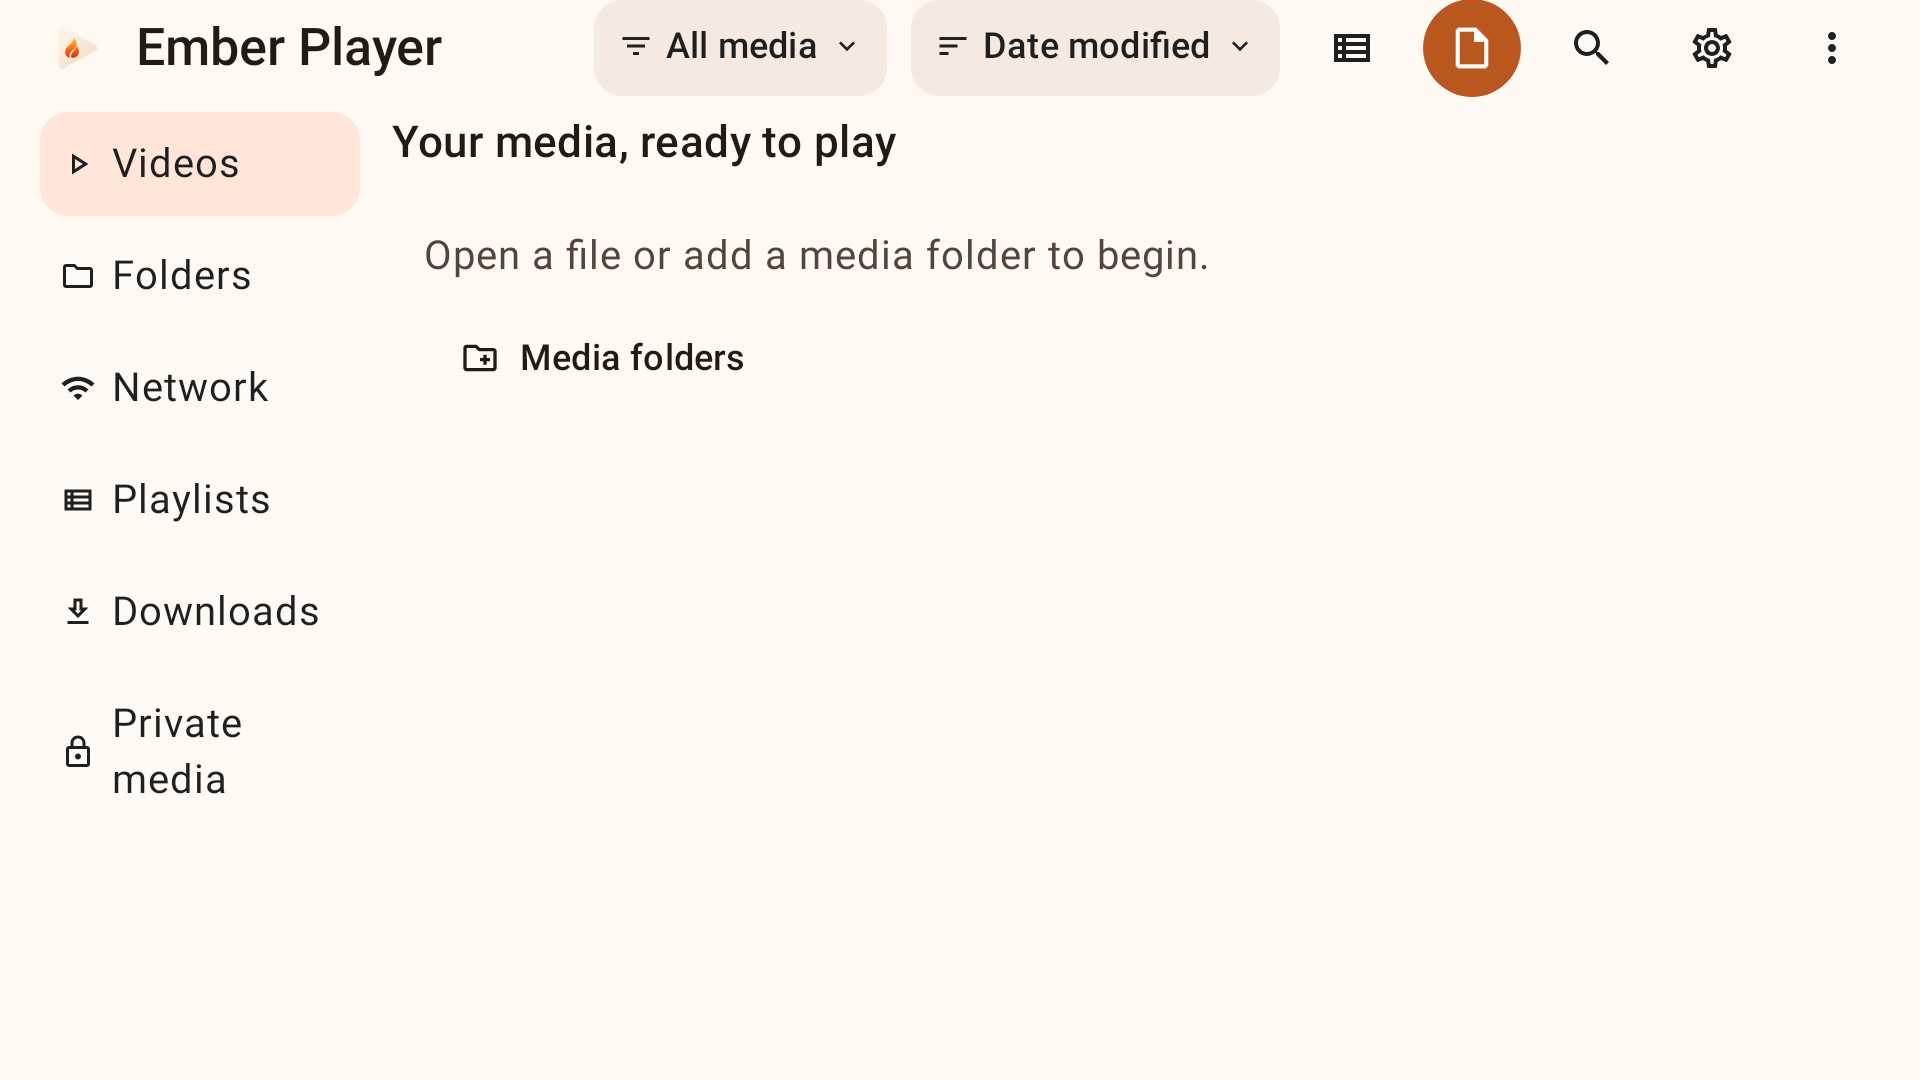 Ember Player
All media
Date modified
Videos
Folders
Network
Playlists
Downloads
Private
media
Your media, ready to play
Open a file or add a media folder to begin.
Media folders